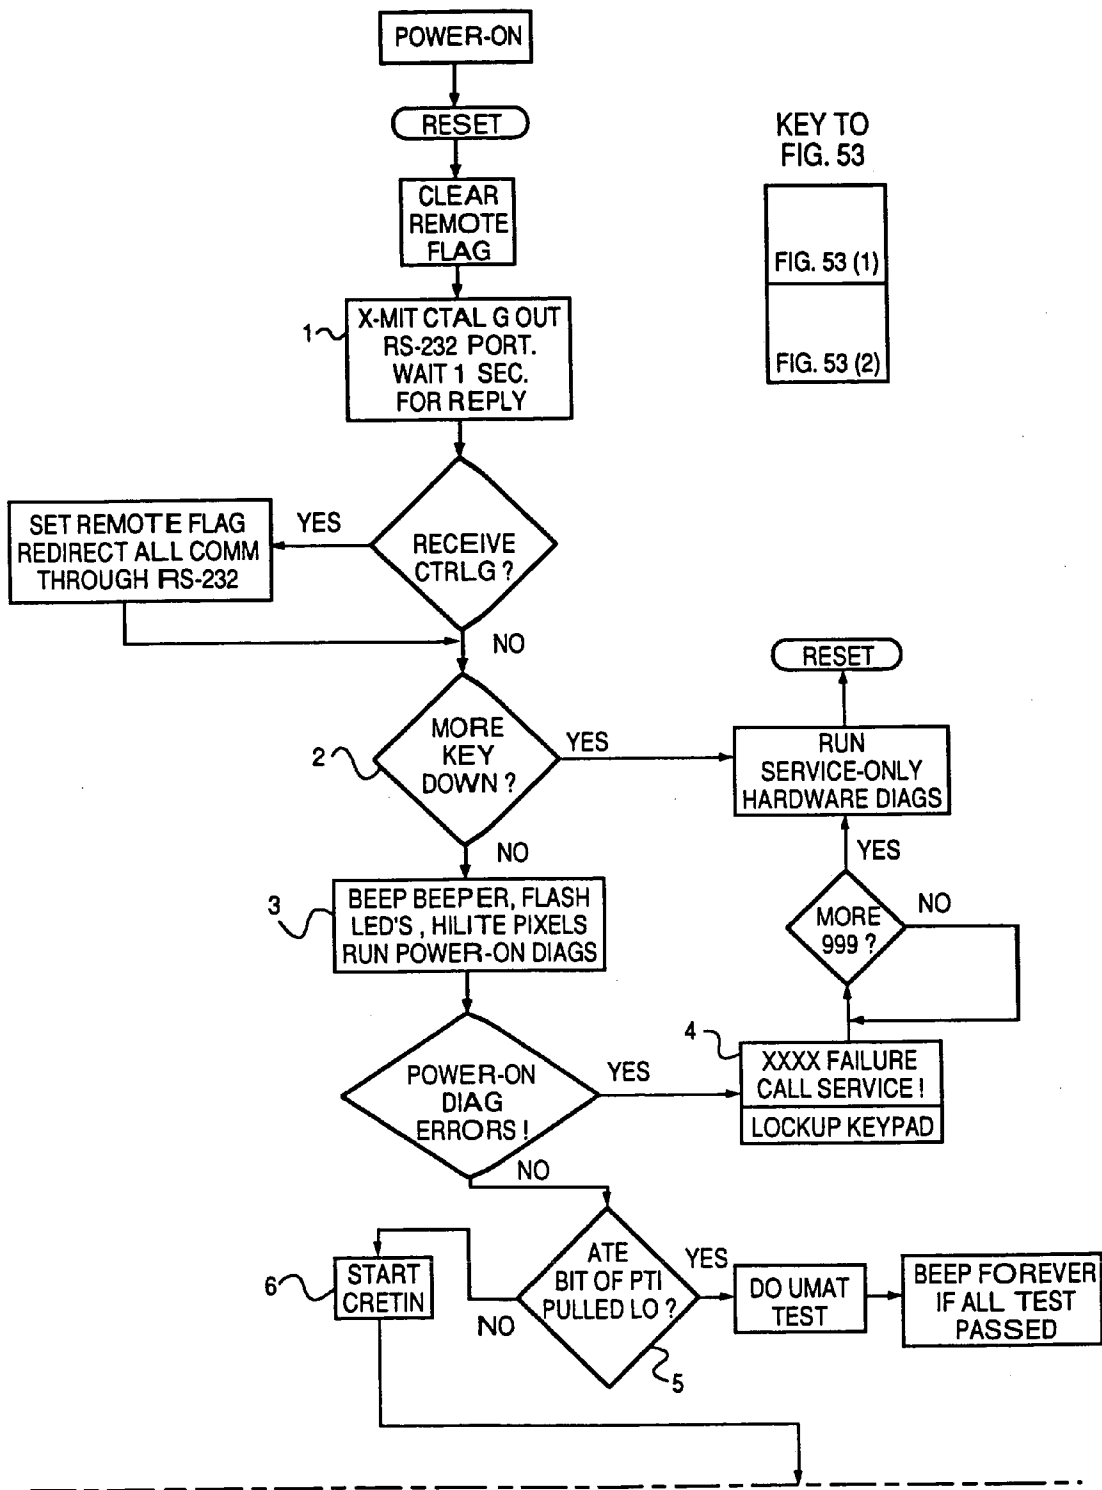 POWER-ON
RESET
CLEAR
REMOTE
FLAG
KEY TO
FIG. 53
FIG. 53 (1)
FIG. 53 (2)
1
X-MIT CTAL G OUT
RS-232 PORT.
WAIT 1 SEC.
FOR REPLY
RECEIVE
CTRLG ?
YES
SET REMOTE FLAG
REDIRECT ALL COMM
THROUGH RS-232
NO
2
MORE
KEY
DOWN ?
YES
RESET
RUN
SERVICE-ONLY
HARDWARE DIAGS
NO
YES
MORE
999 ?
NO
3
BEEP BEEPER, FLASH
LED'S , HILITE PIXELS
RUN POWER-ON DIAGS
POWER-ON
DIAG
ERRORS !
YES
4
XXXX FAILURE
CALL SERVICE !
LOCKUP KEYPAD
NO
ATE
BIT OF PTI
PULLED LO ?
5
YES
DO UMAT
TEST
BEEP FOREVER
IF ALL TEST
PASSED
NO
6
START
CRETIN